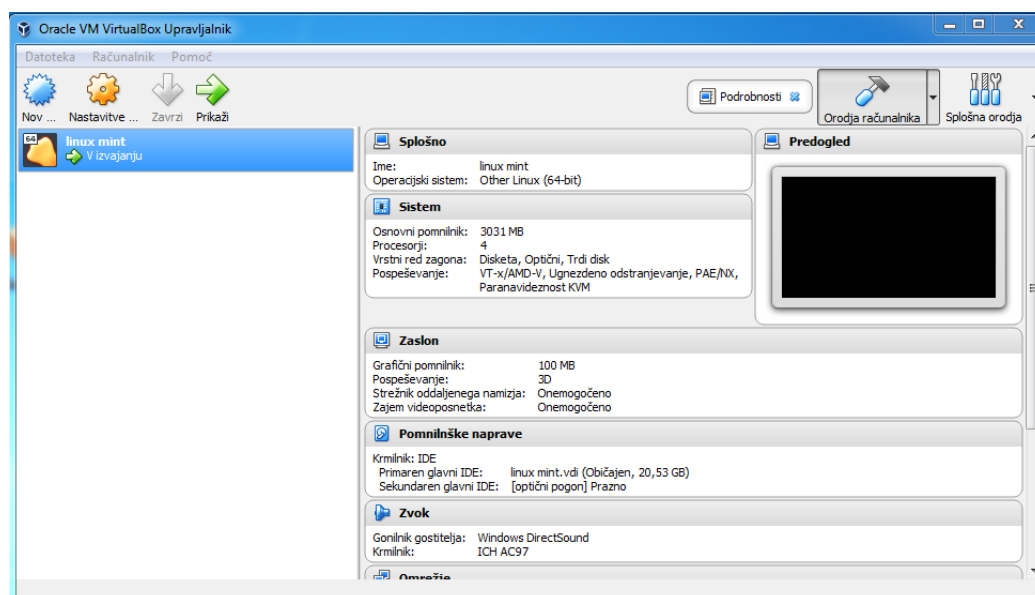 Oracle VM VirtualBox Upravljalnik
Datoteka Računalnik Pomoč
Nov ... Nastavitve ... Zavrzi Prikaži
Podrobnosti
Orodja računalnika
Splošna orodja
64
linux mint
V izvajanju
Splošno
Ime: linux mint
Operacijski sistem: Other Linux (64-bit)
Sistem
Osnovni pomnilnik: 3031 MB
Procesorji: 4
Vrstni red zagona: Disketa, Optični, Trdi disk
Pospeševanje: VT-x/AMD-V, Ugnezdeno odstranjevanje, PAE/NX,
Paranavideznost KVM
Predogled
Zaslon
Grafični pomnilnik: 100 MB
Pospeševanje: 3D
Strežnik oddaljenega namizja: Onemogočeno
Zajem videoposnetka: Onemogočeno
Pomnilnške naprave
Krmilnik: IDE
Primaren glavni IDE: linux mint.vdi (Običajen, 20,53 GB)
Sekundaren glavni IDE: [optični pogon] Prazno
Zvok
Gonilnik gostitelja: Windows DirectSound
Krmilnik: ICH AC97
Omrežje